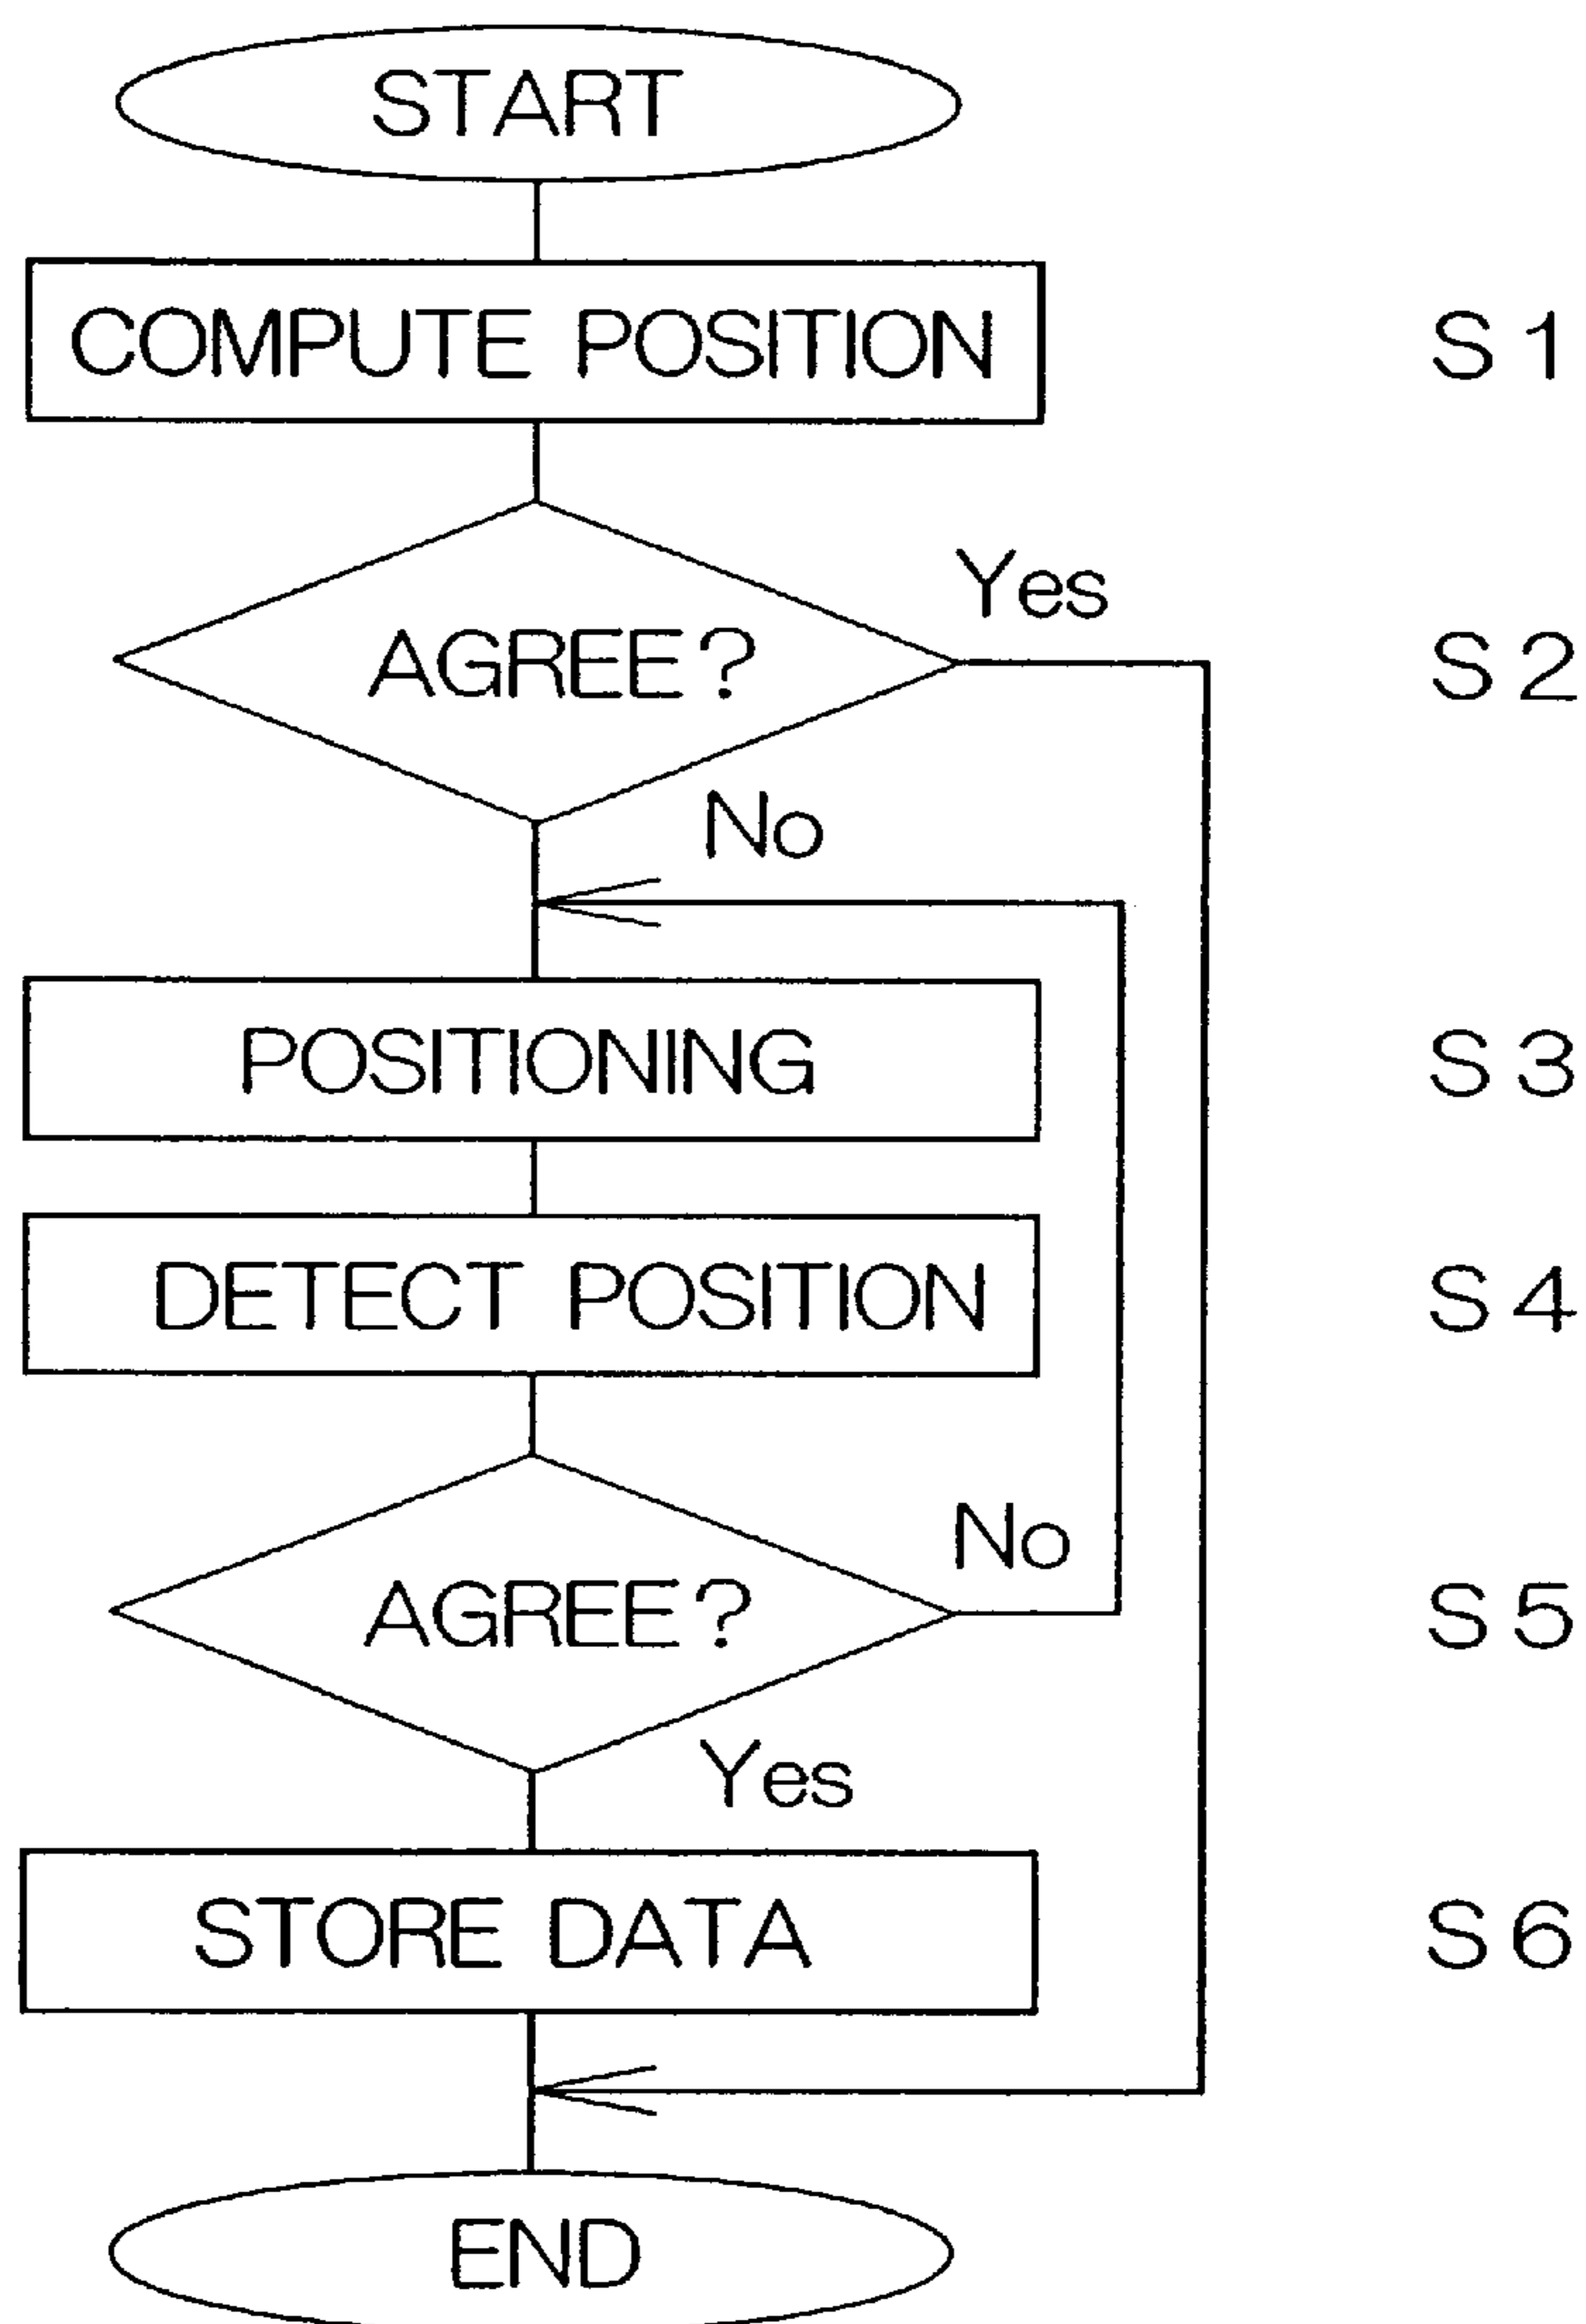 START
COMPUTE POSITION S1
Yes
AGREE? S2
No
POSITIONING S3
DETECT POSITION S4
No
AGREE? S5
Yes
STORE DATA S6
END